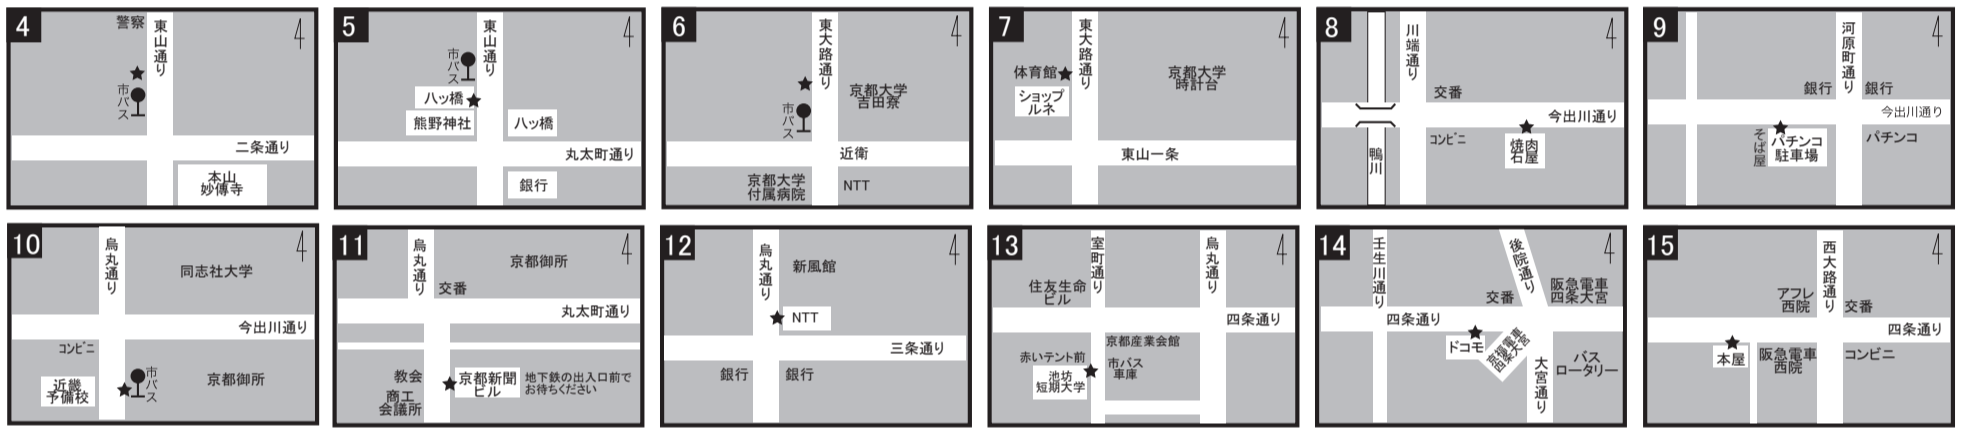 4
警察
東山通り
市バス
二条通り
本山
妙傳寺
5
東山通り
市バス
八ッ橋
熊野神社
八ッ橋
丸太町通り
銀行
6
東大路通り
京都大学
吉田寮
市バス
近衛
京都大学
付属病院
NTT
7
東大路通り
体育館
ショップ
ルネ
京都大学
時計台
東山一条
8
川端通り
交番
今出川通り
コンビニ
焼肉
石屋
鴨川
9
河原町通り
銀行
銀行
今出川通り
そば屋
パチンコ
駐車場
パチンコ
10
烏丸通り
同志社大学
今出川通り
コンビニ
近畿
予備校
市バス
京都御所
11
烏丸通り
京都御所
交番
丸太町通り
教会
商工
会議所
京都新聞
ビル
地下鉄の出入口前で
お待ちください
12
烏丸通り
新風館
NTT
三条通り
銀行
銀行
13
室町通り
烏丸通り
住友生命
ビル
四条通り
京都産業会館
赤いテント前
池坊
短期大学
市バス
車庫
14
壬生川通り
後院通り
交番
阪急電車
四条大宮
四条通り
ドコモ
京福電車
四条大宮
大宮通り
バス
ロータリー
15
西大路通り
アフレ
西院
交番
四条通り
本屋
阪急電車
西院
コンビニ